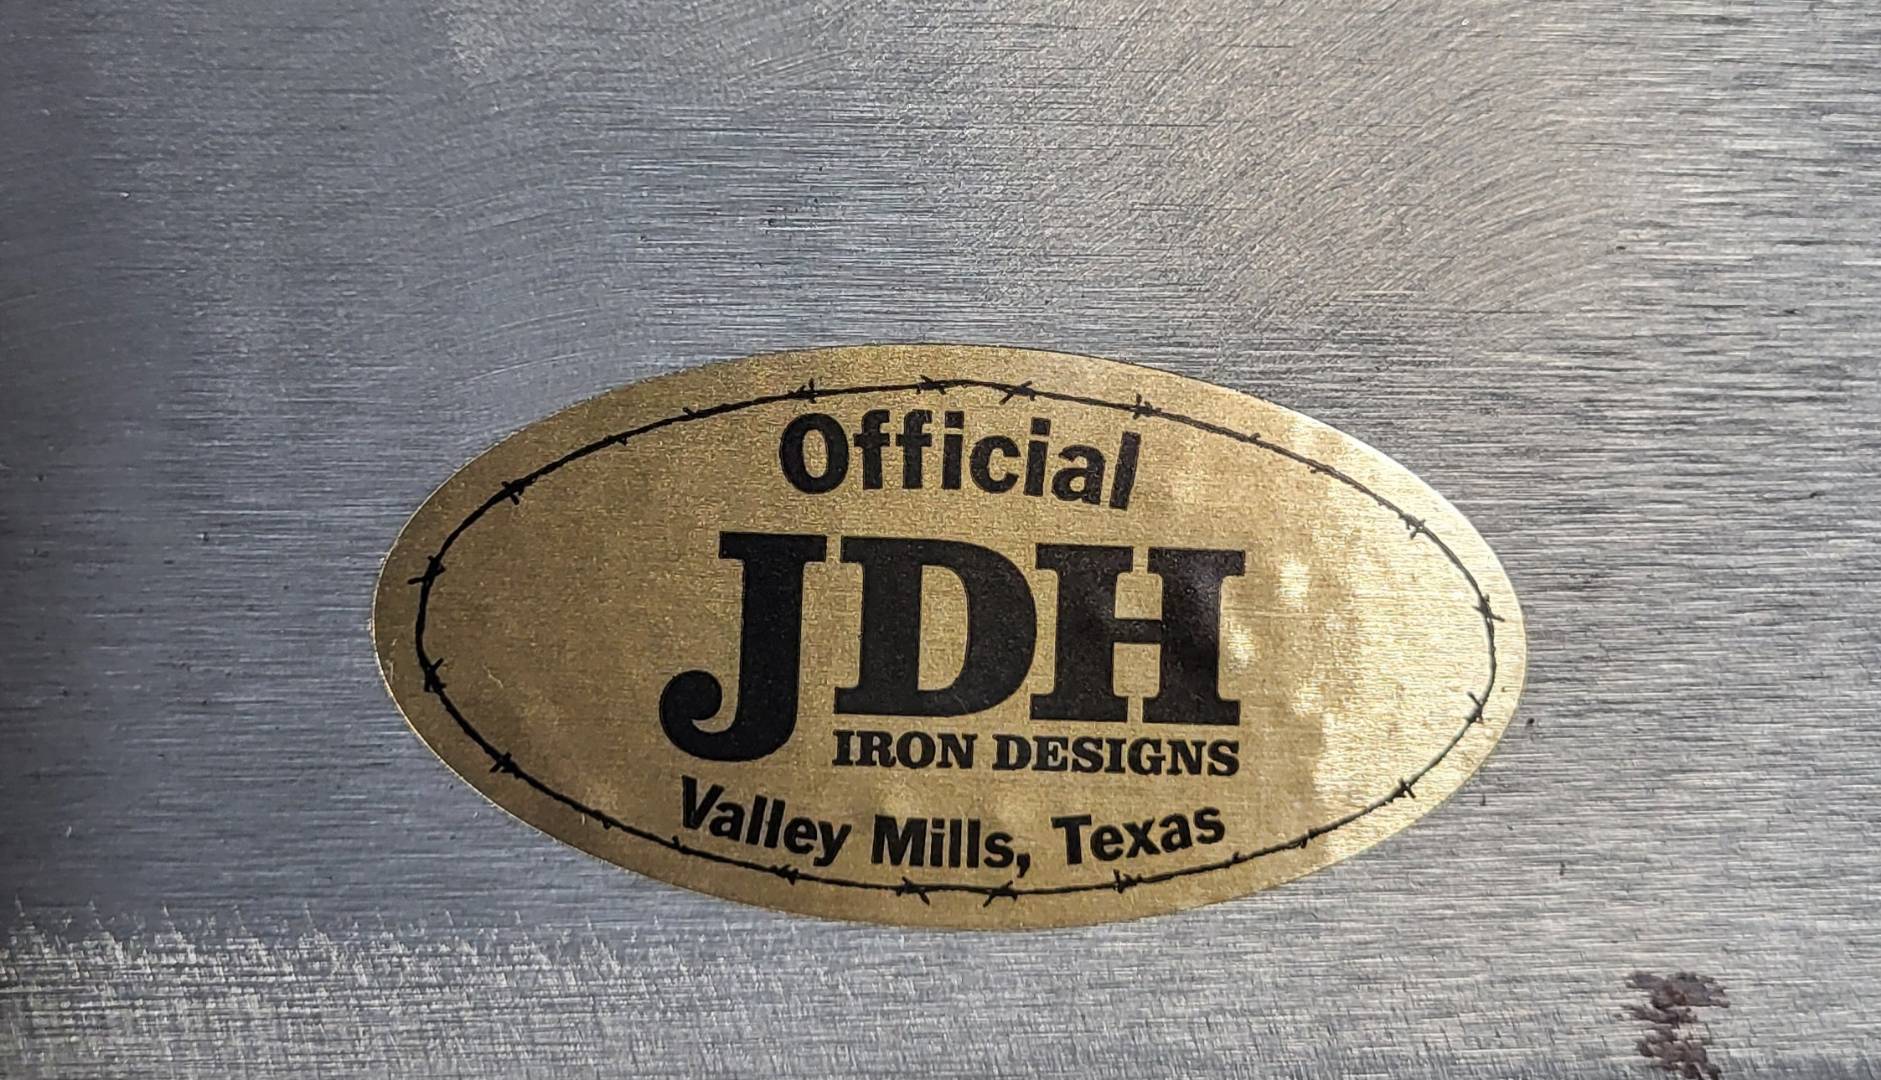 Official
JDH
IRON DESIGNS
Valley Mills, Texas